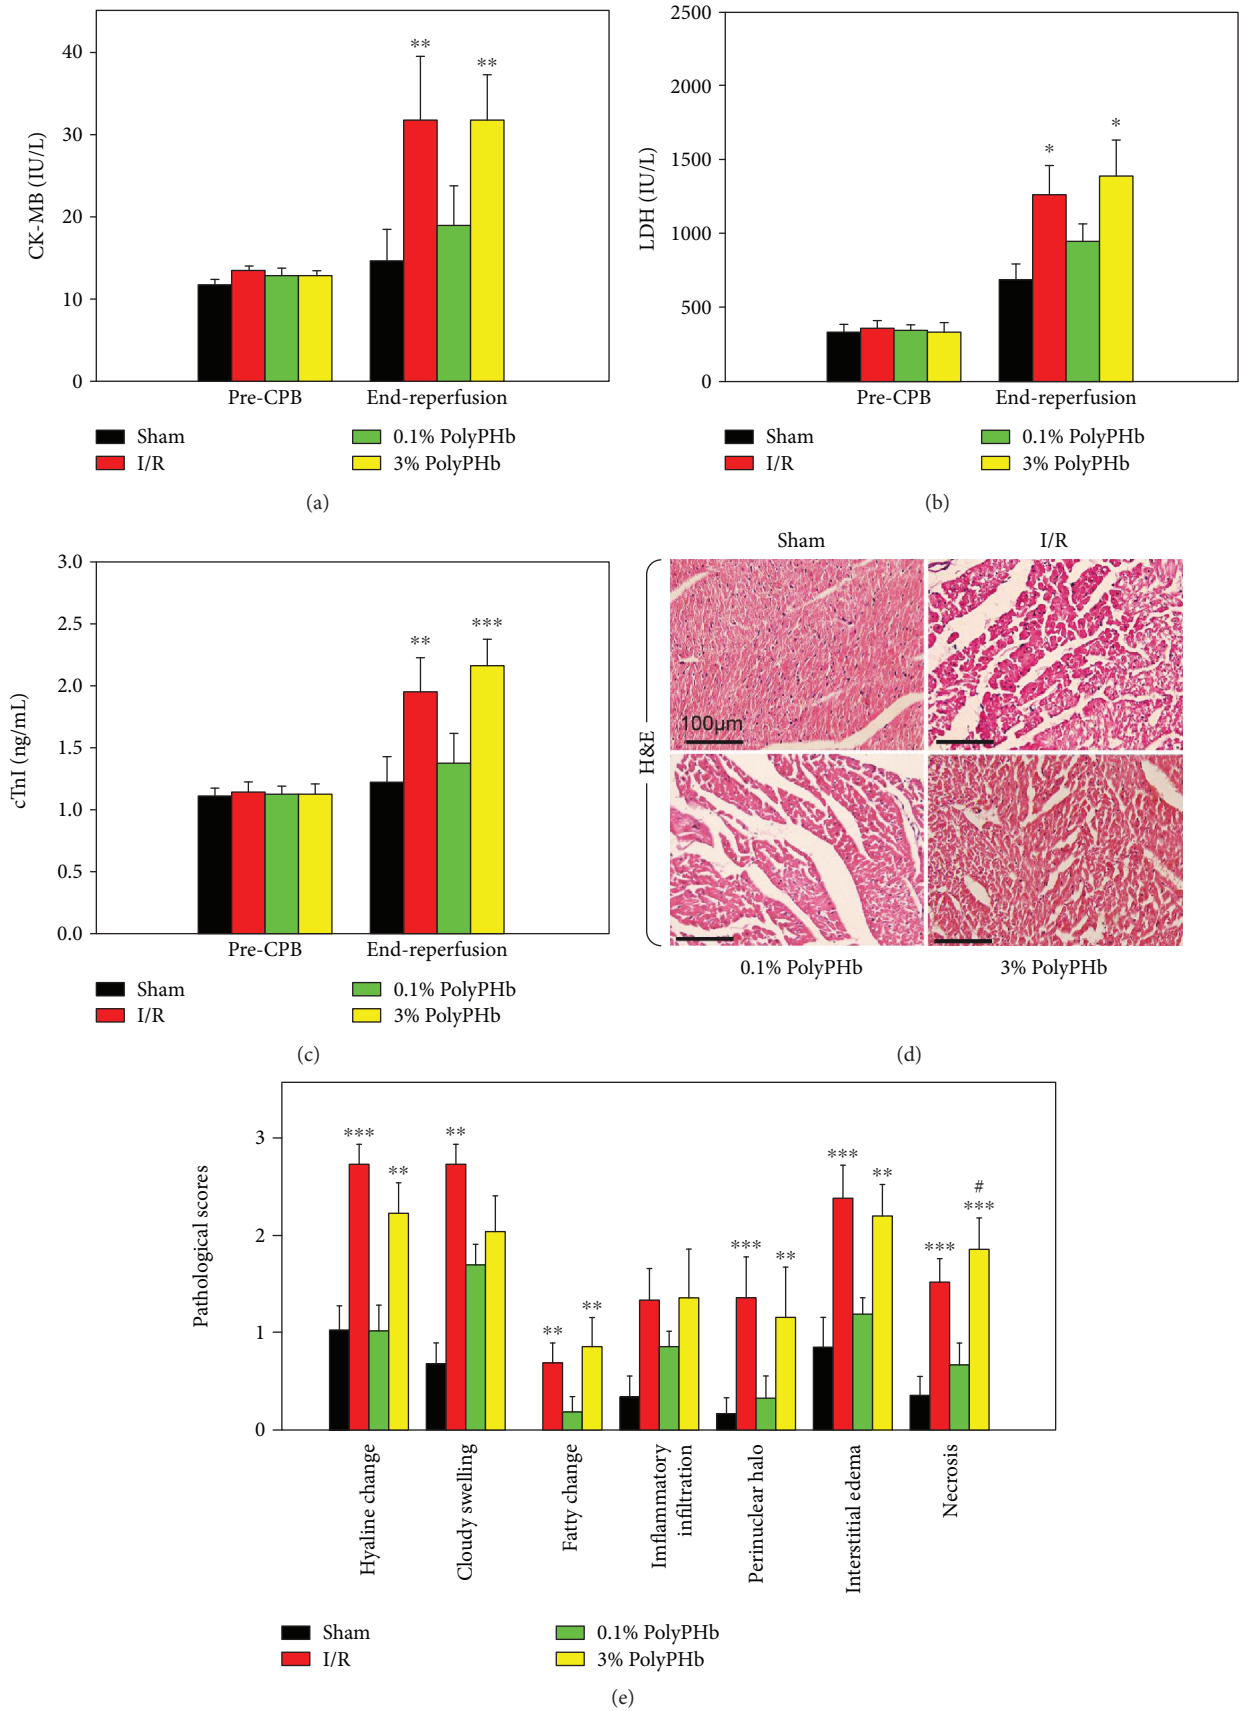 40
30
20
10
0
CK-MB (IU/L)
**
**
Pre-CPB
End-reperfusion
Sham
0.1% PolyPHb
I/R
3% PolyPHb
(a)
2500
2000
1500
1000
500
0
LDH (IU/L)
*
*
Pre-CPB
End-reperfusion
Sham
0.1% PolyPHb
I/R
3% PolyPHb
(b)
3.0
2.5
2.0
1.5
1.0
0.5
0.0
cTnI (ng/mL)
**
***
Pre-CPB
End-reperfusion
Sham
0.1% PolyPHb
I/R
3% PolyPHb
(c)
Sham
I/R
H&E
100μm
0.1% PolyPHb
3% PolyPHb
(d)
3
2
1
0
Pathological scores
***
**
**
**
**
***
**
***
**
***
#
***
Hyaline change
Cloudy swelling
Fatty change
Imflammatory
infiltration
Perinuclear halo
Interstitial edema
Necrosis
Sham
0.1% PolyPHb
I/R
3% PolyPHb
(e)